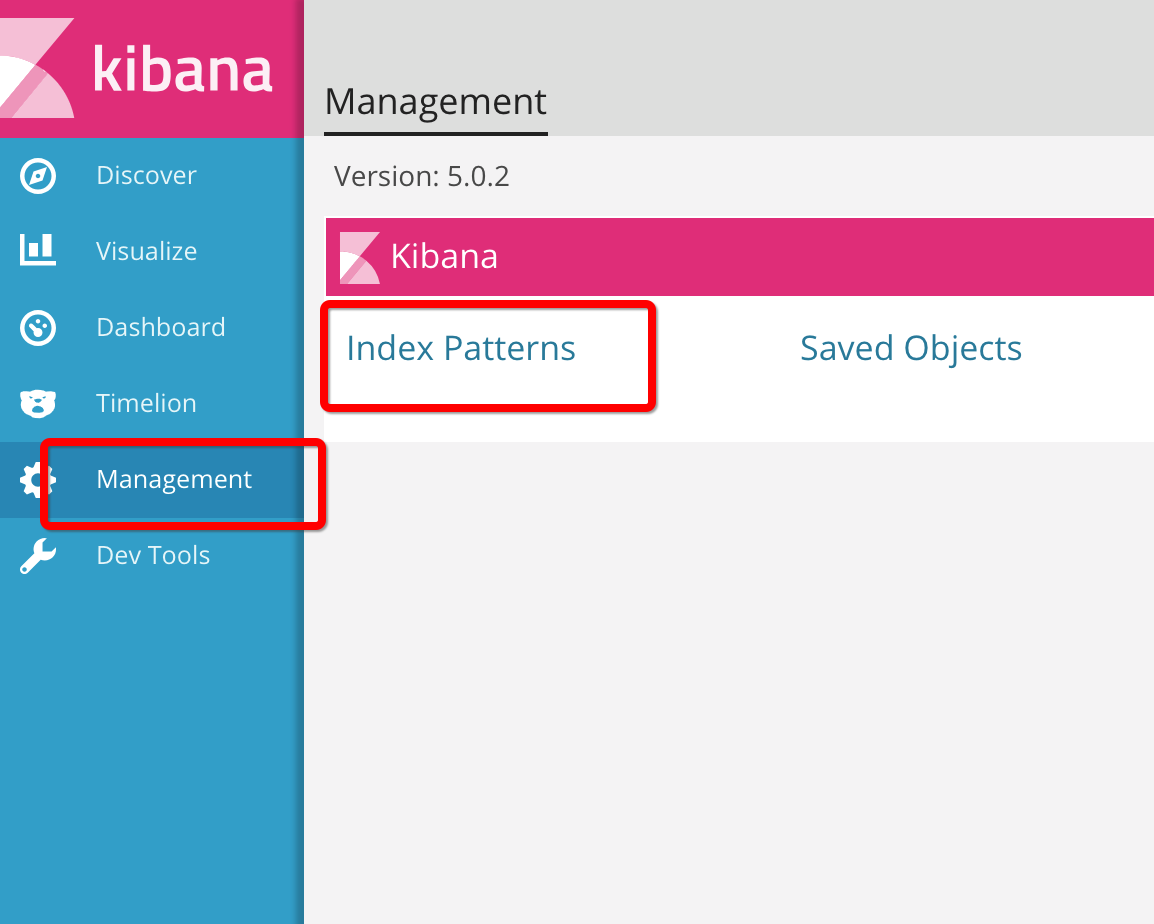 kibana
Discover
Visualize
Dashboard
Timelion
Management
Dev Tools
Management
Version: 5.0.2
Kibana
Index Patterns
Saved Objects